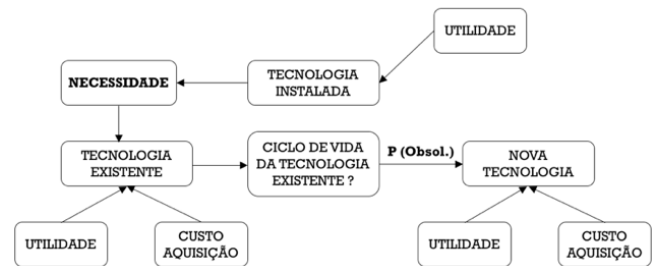 UTILIDADE
NECESSIDADE
TECNOLOGIA
INSTALADA
TECNOLOGIA
EXISTENTE
CICLO DE VIDA
DA TECNOLOGIA
EXISTENTE ?
P (Obsol.)
NOVA
TECNOLOGIA
UTILIDADE
CUSTO
AQUISIÇÃO
UTILIDADE
CUSTO
AQUISIÇÃO